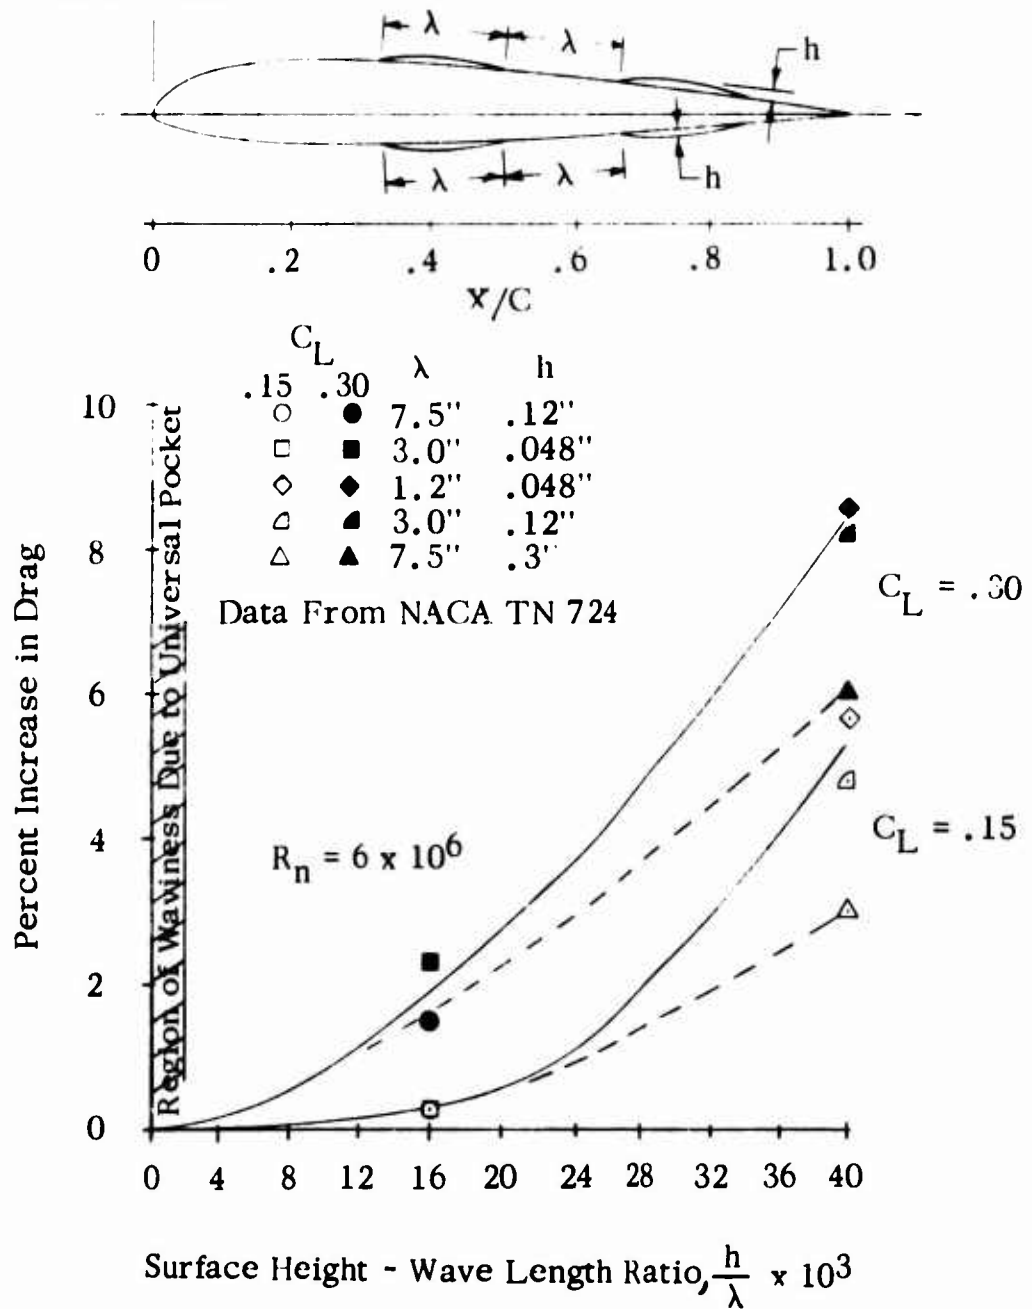 λ λ h
λ λ h
0 .2 .4 .6 .8 1.0
x/C
C_L
.15 .30 λ h
7.5" .12"
3.0" .048"
1.2" .048"
3.0" .12"
7.5" .3"
Data From NACA TN 724
Region of Waviness Due to Universal Pocket
Percent Increase in Drag
10
8
6
4
2
0
C_L = .30
C_L = .15
R_n = 6 x 10^6
0 4 8 12 16 20 24 28 32 36 40
Surface Height - Wave Length Ratio, h/λ x 10^3